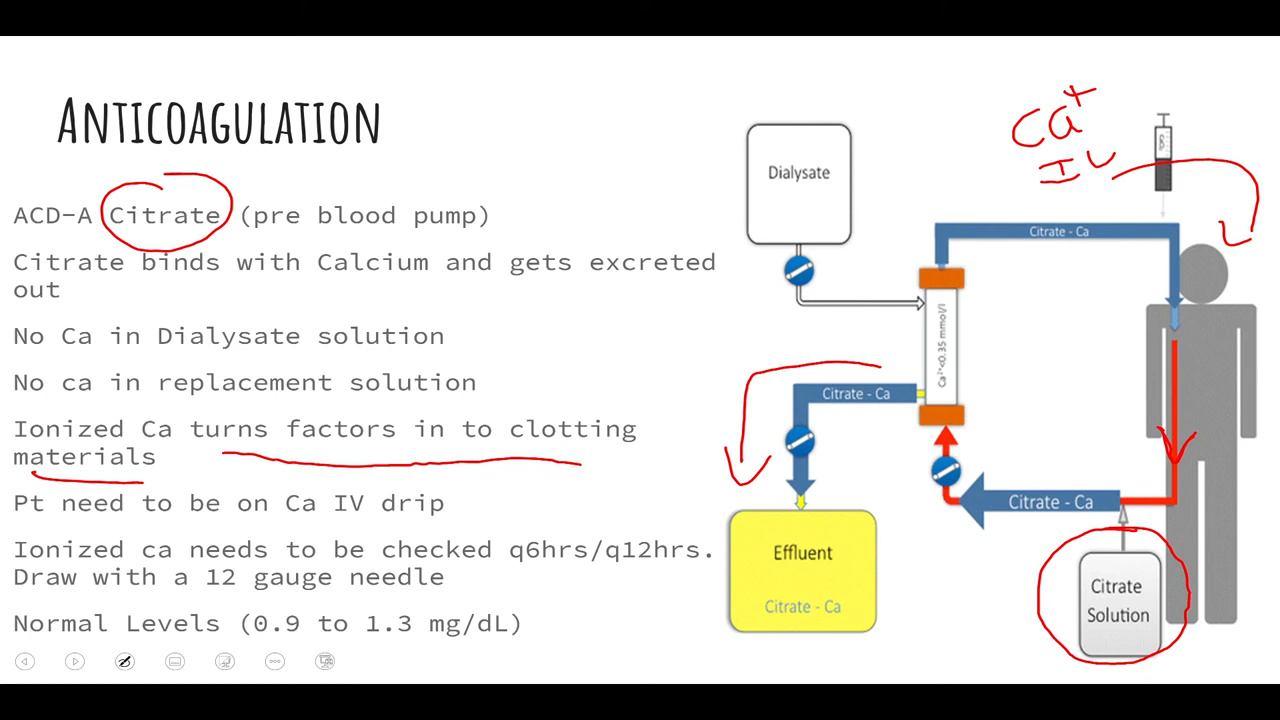 ANTICOAGULATION
ACD-A Citrate (pre blood pump)
Citrate binds with Calcium and gets excreted
out
No Ca in Dialysate solution
No ca in replacement solution
Ionized Ca turns factors in to clotting
materials
Pt need to be on Ca IV drip
Ionized ca needs to be checked q6hrs/q12hrs.
Draw with a 12 gauge needle
Normal Levels (0.9 to 1.3 mg/dL)
Ca+
IV
Dialysate
Citrate - Ca
Ca²⁺<0.35 mmol/l
Citrate - Ca
Citrate - Ca
Effluent
Citrate - Ca
Citrate
Solution